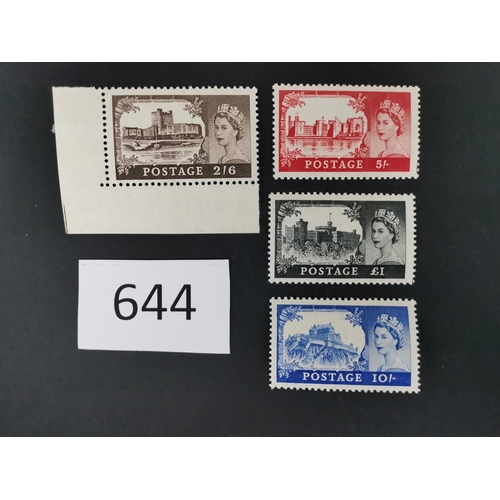 POSTAGE 2/6
POSTAGE 5/-
POSTAGE £1
644
POSTAGE 10/-